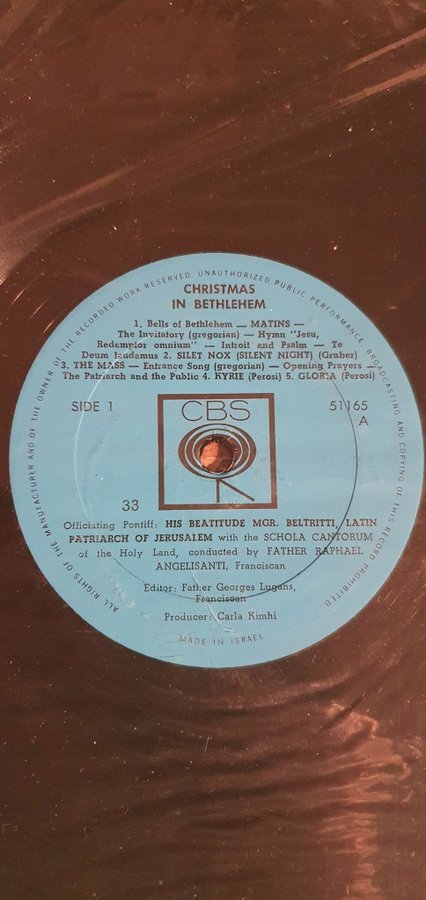 ALL RIGHTS OF THE MANUFACTURER AND OF THE OWNER OF THE RECORDED WORK RESERVED. UNAUTHORIZED PUBLIC PERFORMANCE, BROADCASTING AND COPYING OF THIS RECORD PROHIBITED.
CHRISTMAS
IN BETHLEHEM
1. Bells of Bethlehem — MATINS —
The Invitatory (gregorian) — Hymn "Jesu,
Redemptor omnium" — Introit and Psalm — Te
Deum laudamus 2. SILET NOX (SILENT NIGHT) (Gruber)
3. THE MASS — Entrance Song (gregorian) — Opening Prayers —
The Patriarch and the Public 4. KYRIE (Perosi) 5. GLORIA (Perosi)
SIDE 1
CBS
51165
A
33
Officiating Pontiff: HIS BEATITUDE MGR. BELTRITTI, LATIN
PATRIARCH OF JERUSALEM with the SCHOLA CANTORUM
of the Holy Land, conducted by FATHER RAPHAEL
ANGELISANTI, Franciscan
Editor: Father Georges Lugans,
Franciscan
Producer: Carla Kimhi
MADE IN ISRAEL